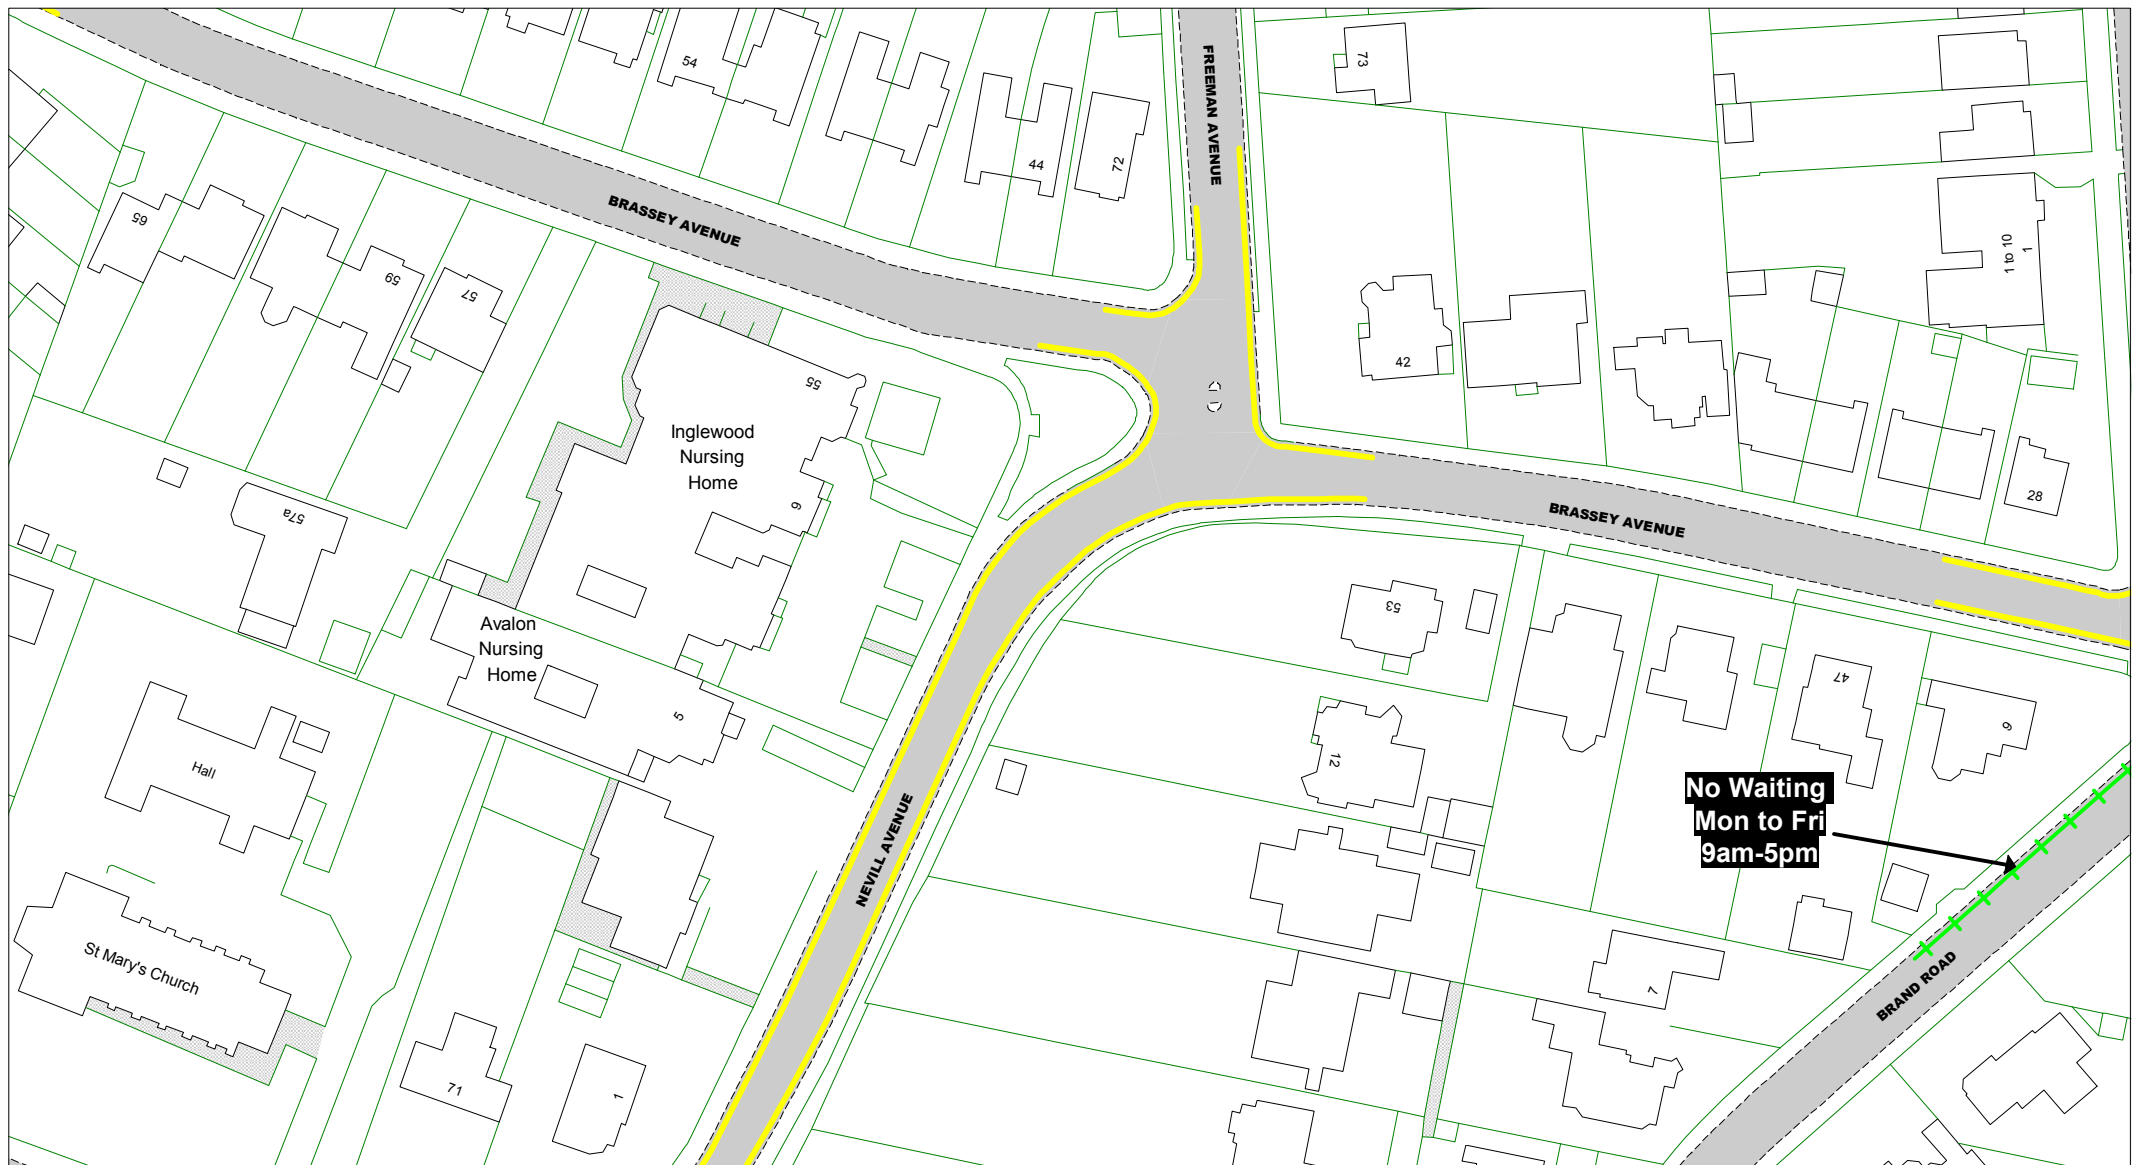 54
FREEMAN AVENUE
73
44
72
65
BRASSEY AVENUE
59
57
1 to 10
1
42
55
Inglewood
Nursing
Home
9
28
57a
BRASSEY AVENUE
53
Avalon
Nursing
Home
5
47
9
12
Hall
No Waiting
Mon to Fri
9am-5pm
NEVILL AVENUE
St Mary's Church
7
BRAND ROAD
71
1